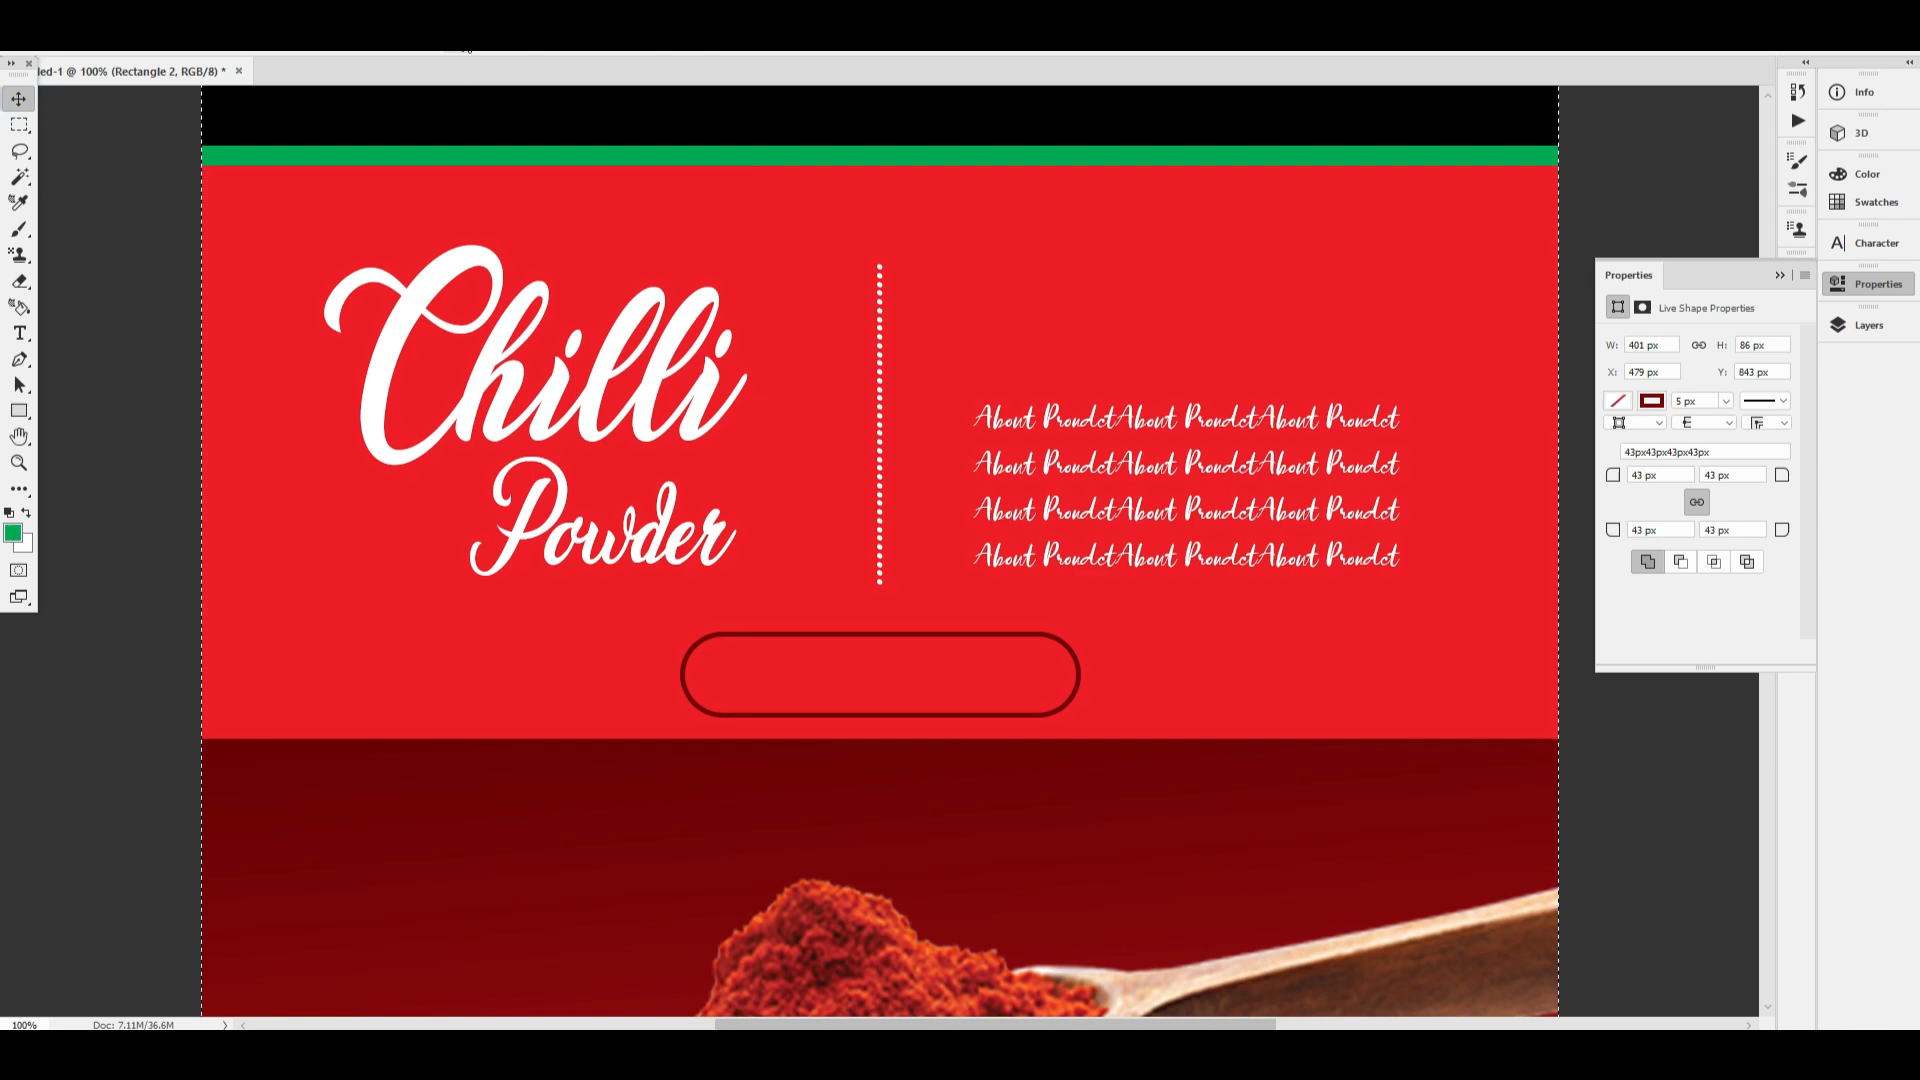 led-1 @ 100% (Rectangle 2, RGB/8) *
Info
3D
Color
Swatches
Character
Properties
Layers
Properties
Live Shape Properties
W: 401 px H: 86 px
X: 479 px Y: 843 px
5 px
43px43px43px43px
43 px 43 px
43 px 43 px
Chilli
Powder
About ProudctAbout ProudctAbout Proudct
About ProudctAbout ProudctAbout Proudct
About ProudctAbout ProudctAbout Proudct
About ProudctAbout ProudctAbout Proudct
100% Doc: 7.11M/36.6M